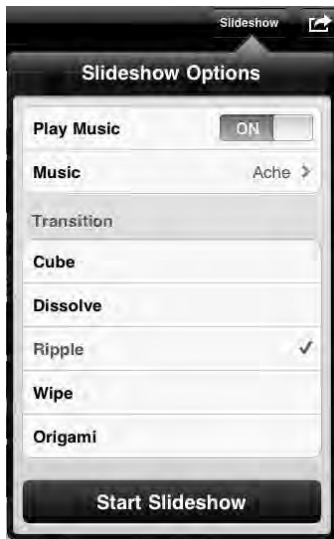 Slideshow
Slideshow Options
Play Music ON
Music Ache
Transition
Cube
Dissolve
Ripple
Wipe
Origami
Start Slideshow